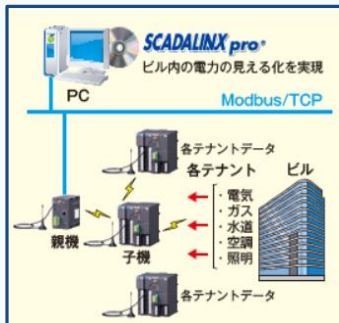 SCADALINX pro®
ビル内の電力の見える化を実現
PC
Modbus/TCP
各テナントデータ
各テナント
ビル
・電気
・ガス
・水道
・空調
・照明
親機
子機
各テナントデータ